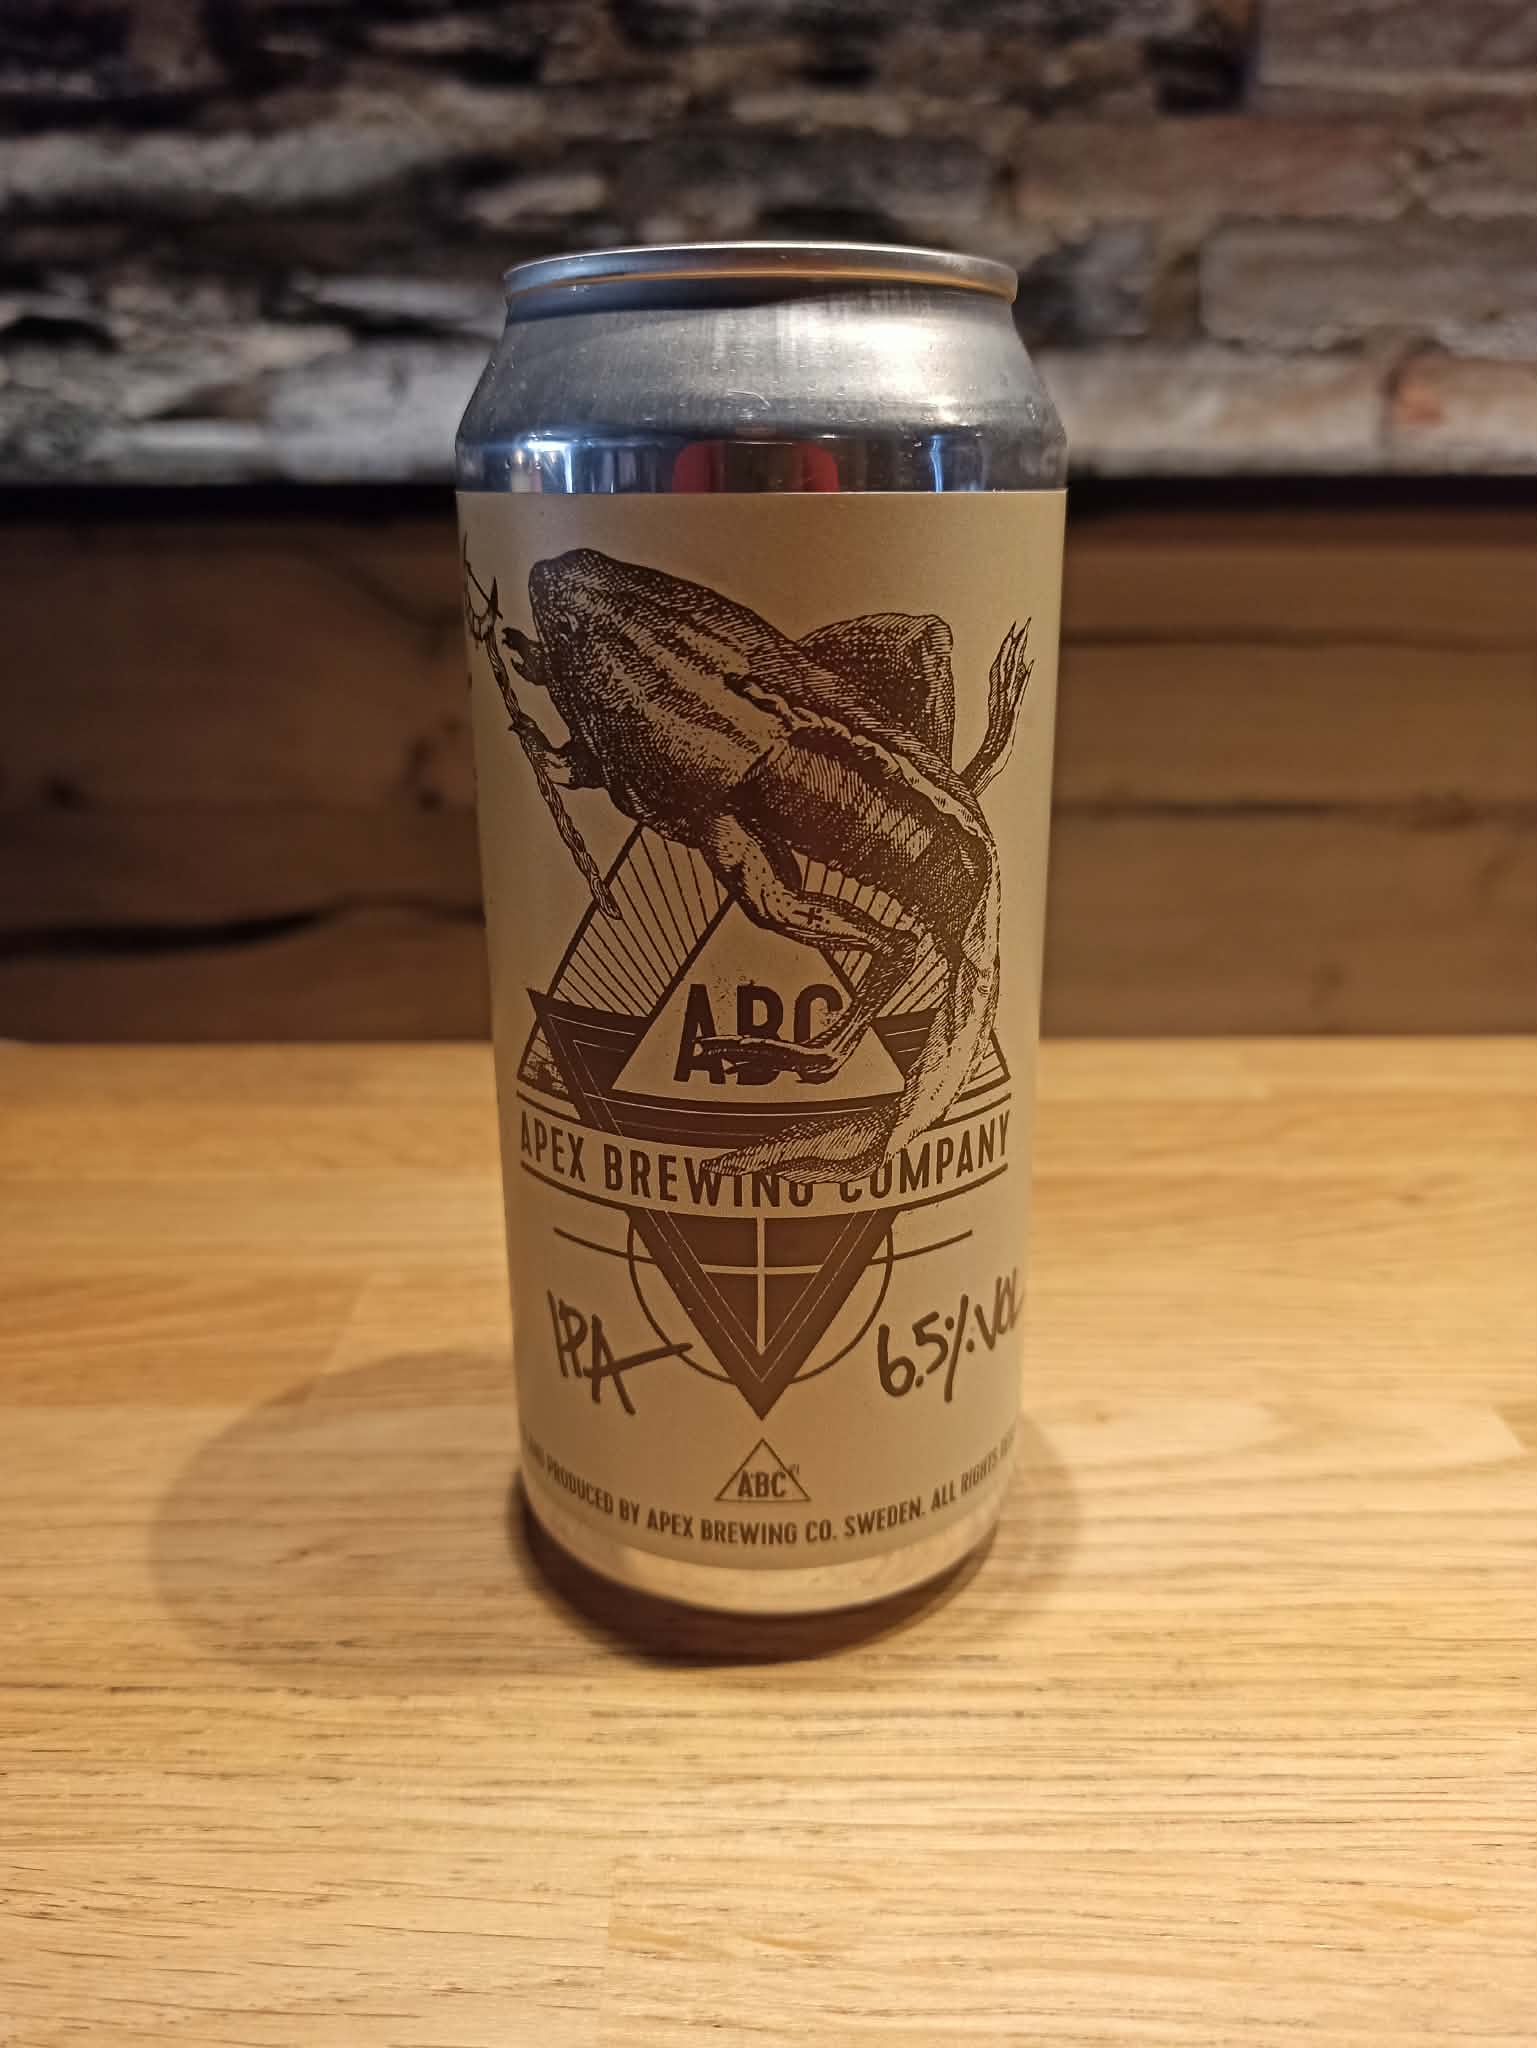 ABC
APEX BREWING COMPANY
IPA
6.5% VOL
ABC
PRODUCED BY APEX BREWING CO. SWEDEN. ALL RIGHTS